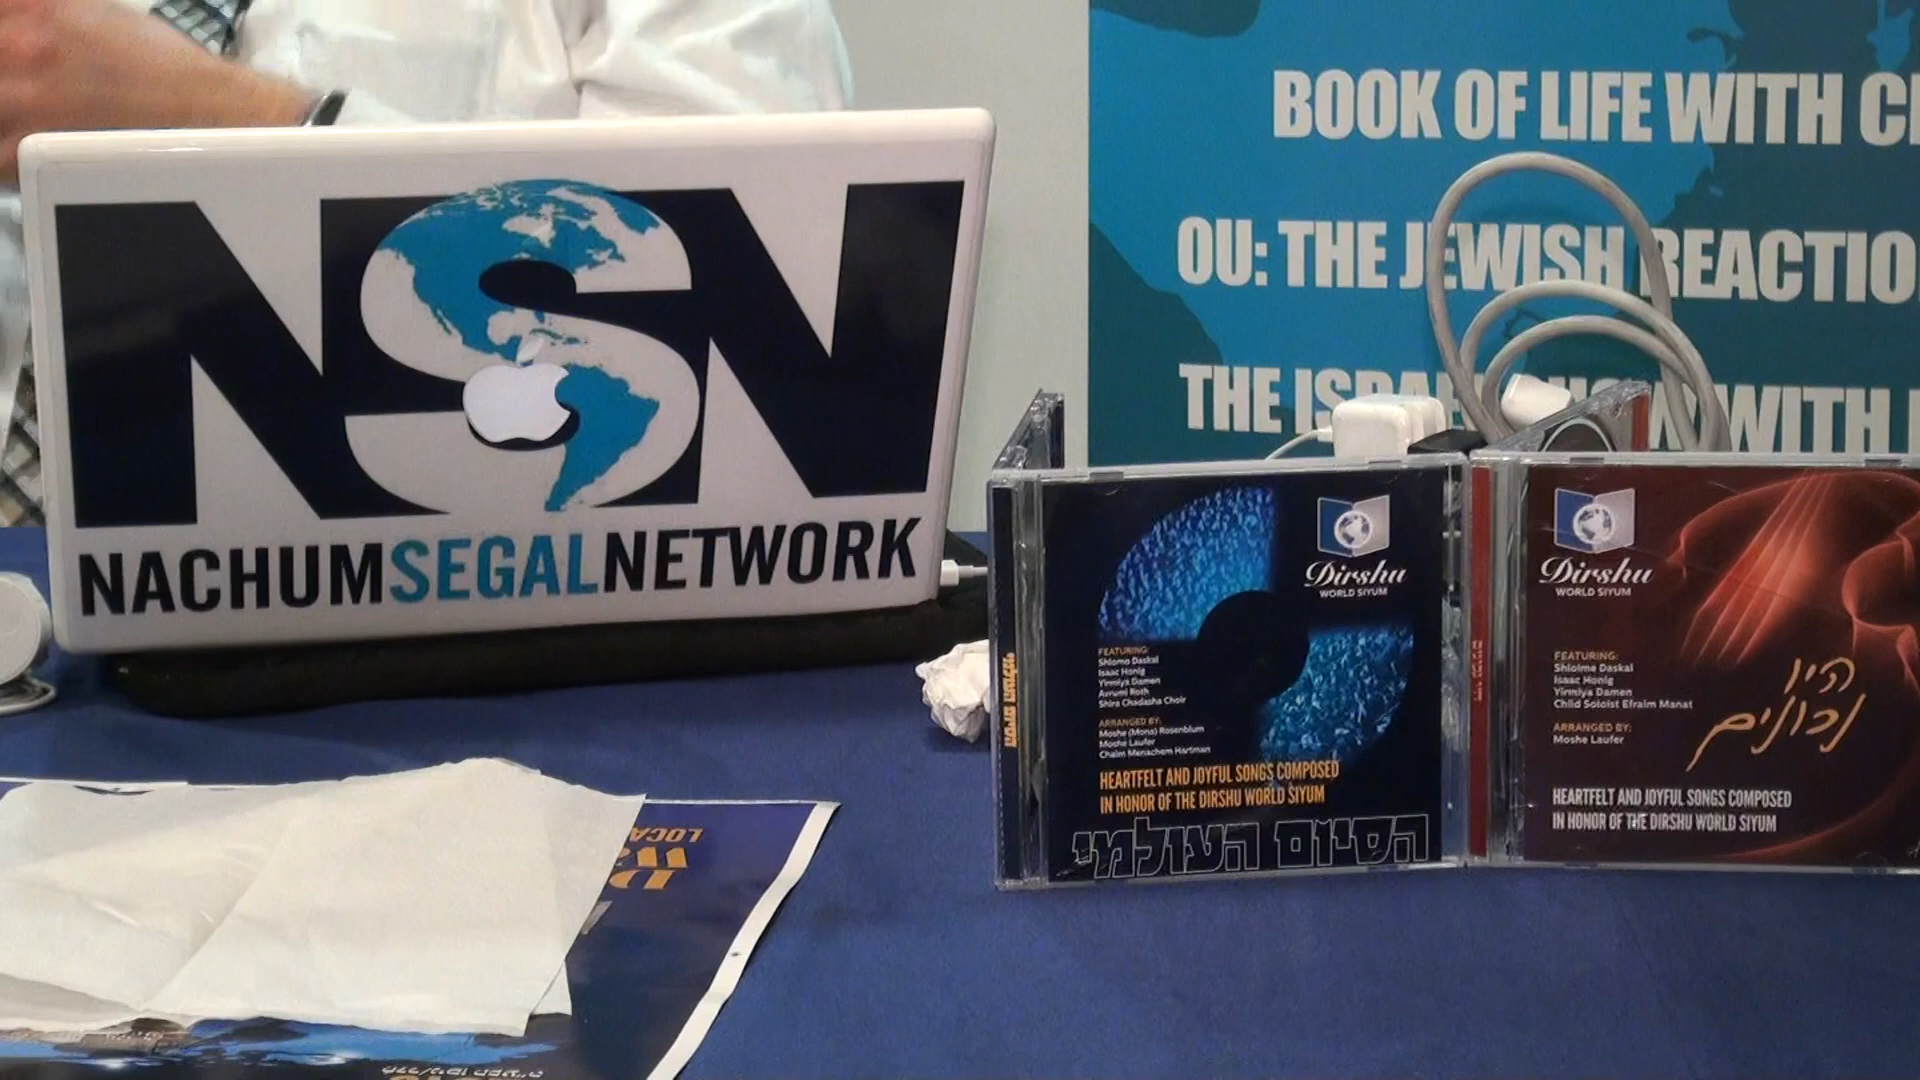 NSN
NACHUMSEGALNETWORK
BOOK OF LIFE WITH
OU: THE JEWISH
THE WITH
Dirshu
WORLD SIYUM
FEATURING:
Shlome Daskal
Isaac Honig
Yirmiya Damen
Avrumi Roth
Shira Chadasha Choir
ARRANGED BY:
Moshe (Mona) Rosenblum
Moshe Laufer
Chaim Menachem Hartman
HEARTFELT AND JOYFUL SONGS COMPOSED
IN HONOR OF THE DIRSHU WORLD SIYUM
הסיום העולמי
Dirshu
WORLD SIYUM
FEATURING:
Shloime Daskal
Isaac Honig
Yirmiya Damen
Child Soloist Efraim Manat
ARRANGED BY:
Moshe Laufer
היו
נכונים
HEARTFELT AND JOYFUL SONGS COMPOSED
IN HONOR OF THE DIRSHU WORLD SIYUM